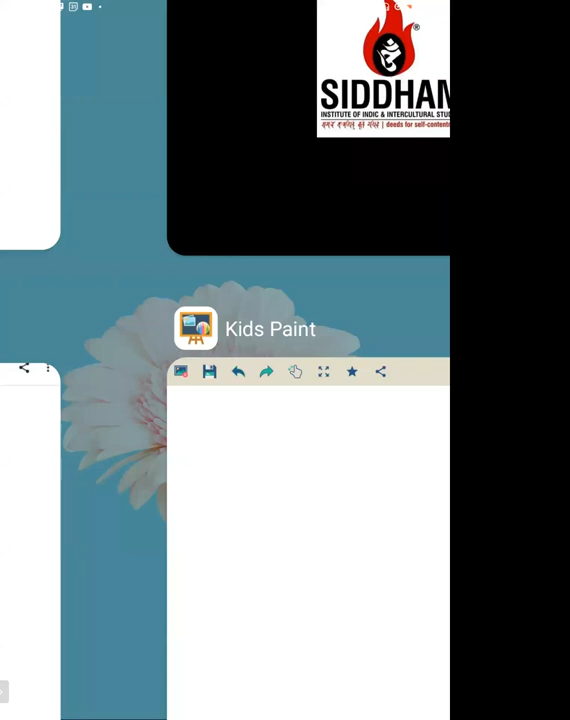 SIDDHAM
®
INSTITUTE OF INDIC & INTERCULTURAL STU
| deeds for self-content
Kids Paint